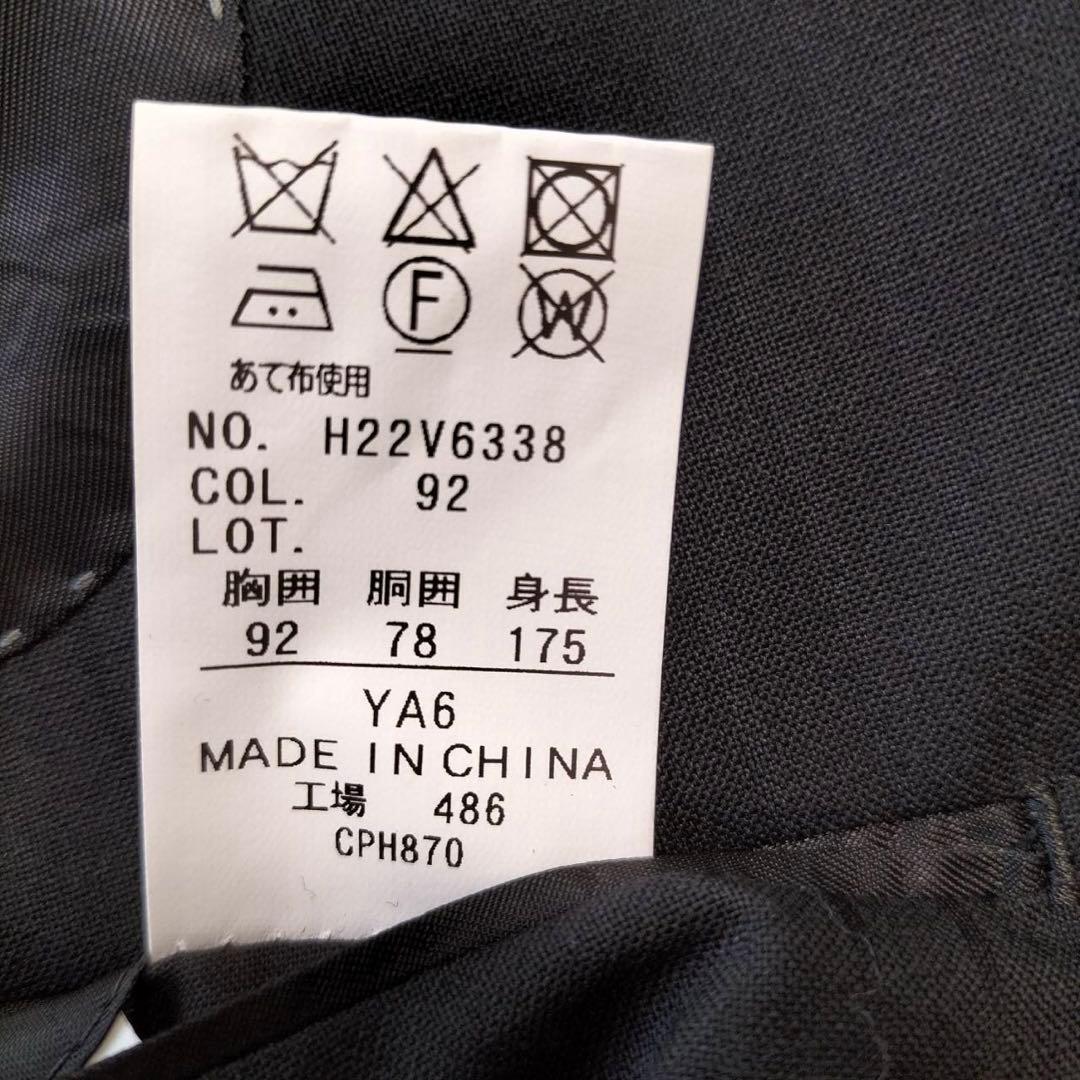 F W
あて布使用
NO. H22V6338
COL. 92
LOT.
胸囲 胴囲 身長
92 78 175
YA6
MADE IN CHINA
工場 486
CPH870